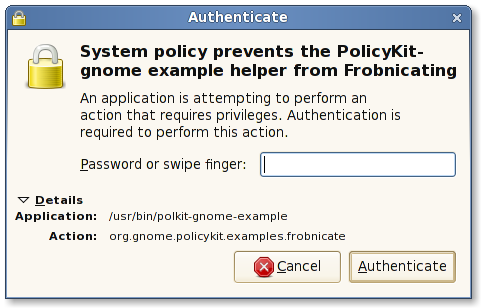 Authenticate
System policy prevents the PolicyKit-
gnome example helper from Frobnicating
An application is attempting to perform an
action that requires privileges. Authentication is
required to perform this action.
Password or swipe finger:
Details
Application: /usr/bin/polkit-gnome-example
Action: org.gnome.policykit.examples.frobnicate
Cancel Authenticate